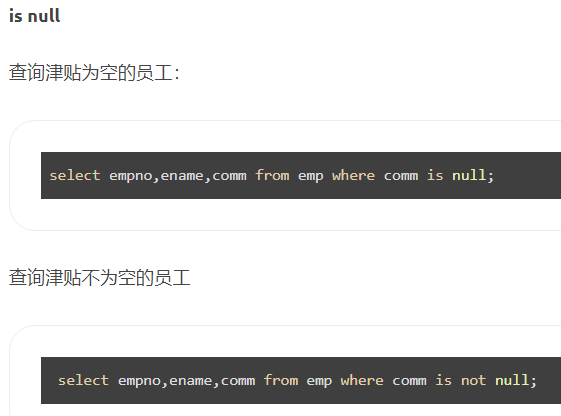 is null
查询津贴为空的员工：
select empno,ename,comm from emp where comm is null;
查询津贴不为空的员工
select empno,ename,comm from emp where comm is not null;